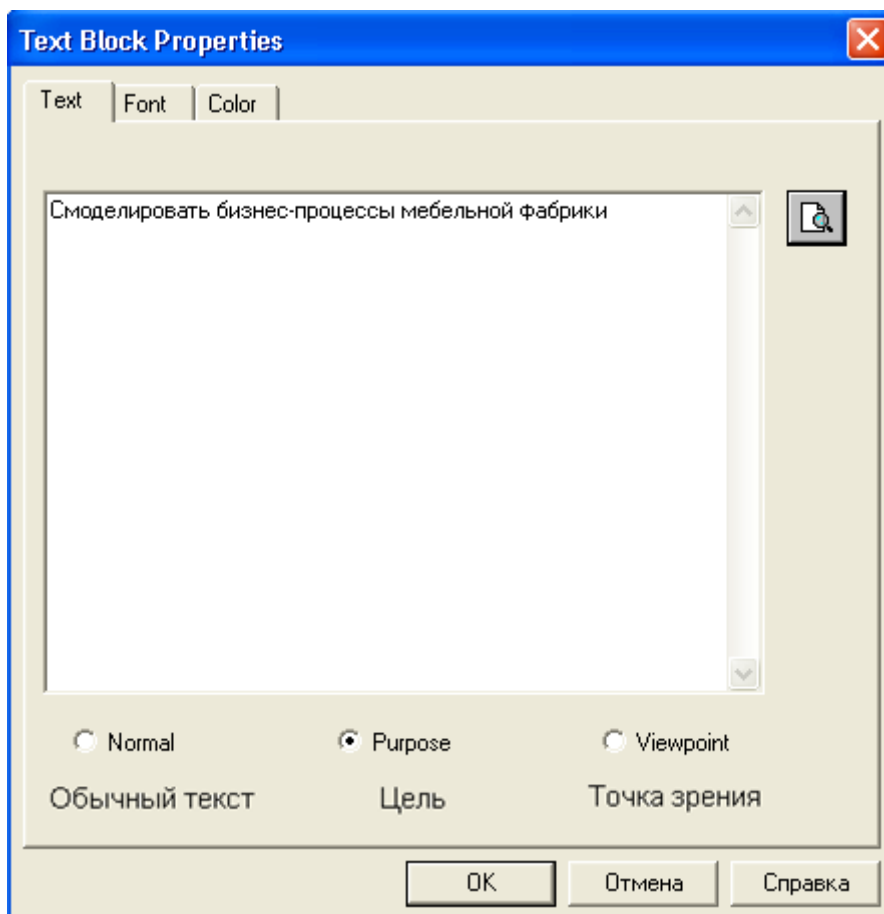 Text Block Properties
Text Font Color
Смоделировать бизнес-процессы мебельной фабрики
Normal Purpose Viewpoint
Обычный текст Цель Точка зрения
OK Отмена Справка